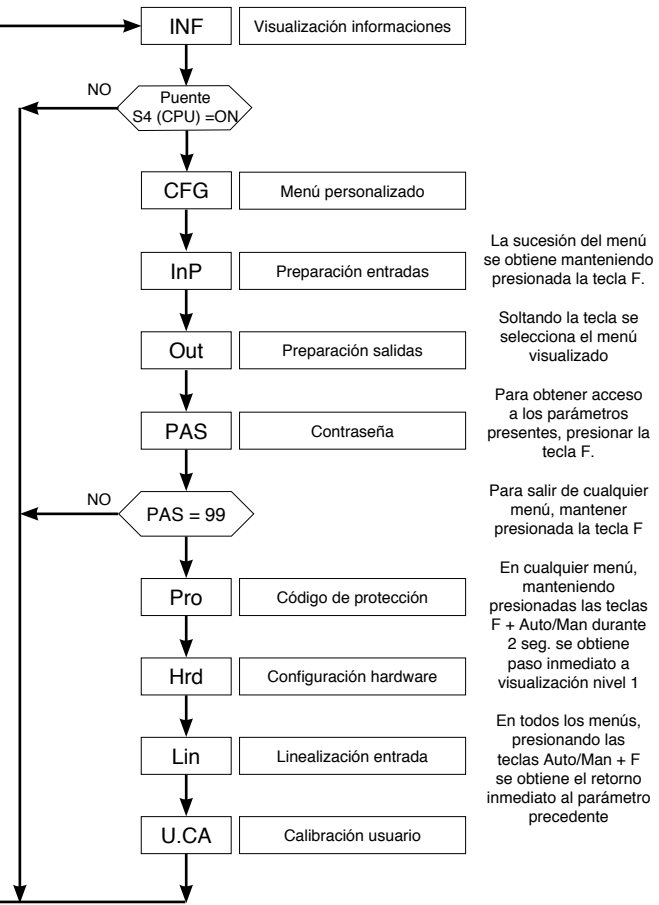 INF
Visualización informaciones
NO
Puente
S4 (CPU) =ON
CFG
Menú personalizado
InP
Preparación entradas
La sucesión del menú
se obtiene manteniendo
presionada la tecla F.
Out
Preparación salidas
Soltando la tecla se
selecciona el menú
visualizado
PAS
Contraseña
Para obtener acceso
a los parámetros
presentes, presionar la
tecla F.
NO
PAS = 99
Para salir de cualquier
menú, mantener
presionada la tecla F
Pro
Código de protección
En cualquier menú,
manteniendo
presionadas las teclas
F + Auto/Man durante
2 seg. se obtiene
paso inmediato a
visualización nivel 1
Hrd
Configuración hardware
Lin
Linealización entrada
En todos los menús,
presionando las
teclas Auto/Man + F
se obtiene el retorno
inmediato al parámetro
precedente
U.CA
Calibración usuario